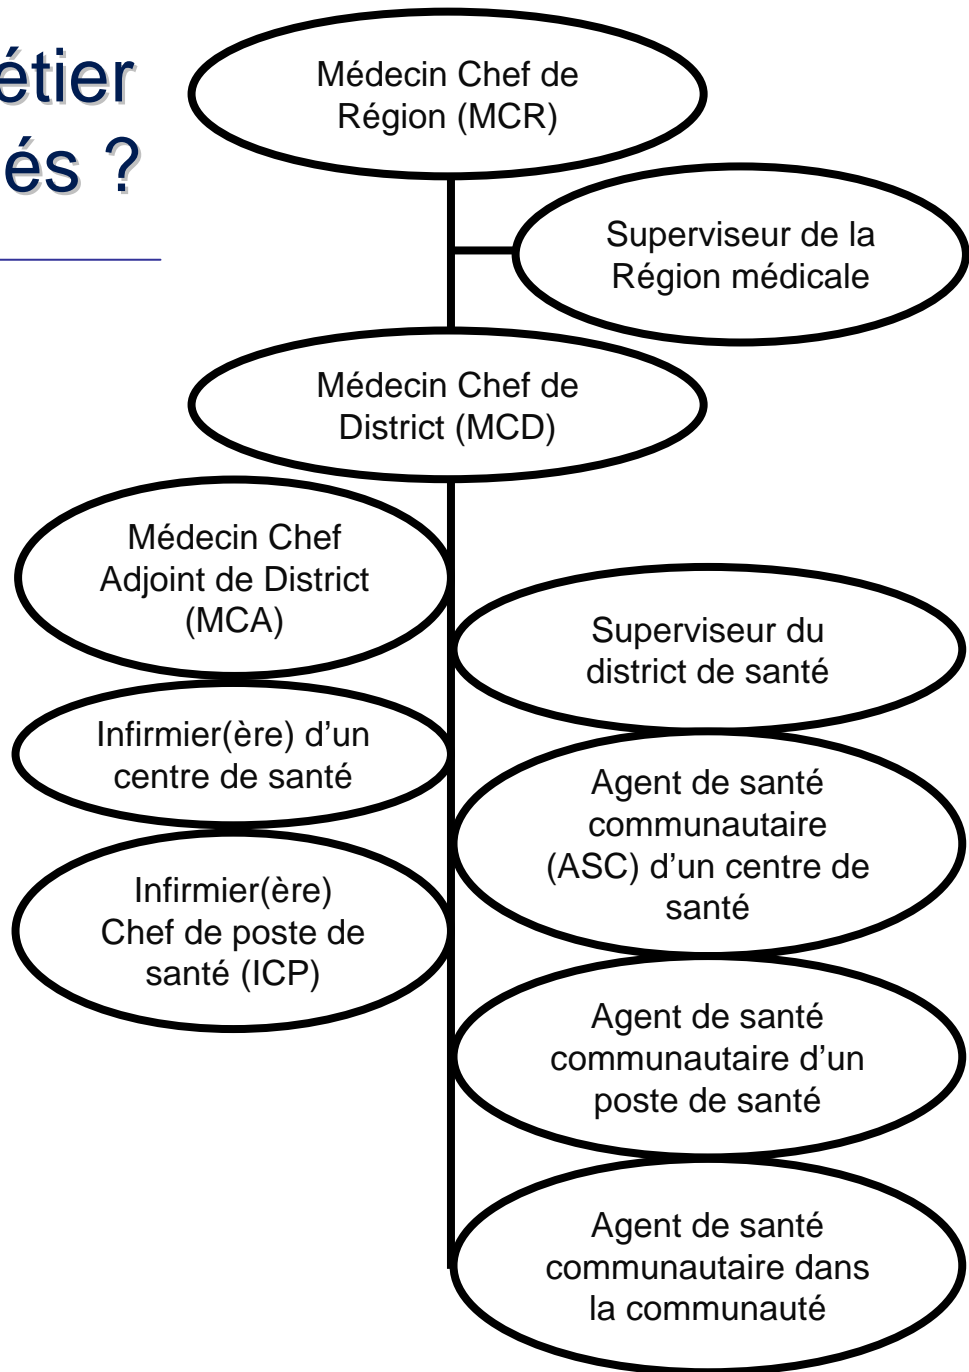 étier
és ?
Médecin Chef de
Région (MCR)
Superviseur de la
Région médicale
Médecin Chef de
District (MCD)
Médecin Chef
Adjoint de District
(MCA)
Superviseur du
district de santé
Infirmier(ère) d’un
centre de santé
Agent de santé
communautaire
(ASC) d’un centre de
santé
Infirmier(ère)
Chef de poste de
santé (ICP)
Agent de santé
communautaire d’un
poste de santé
Agent de santé
communautaire dans
la communauté